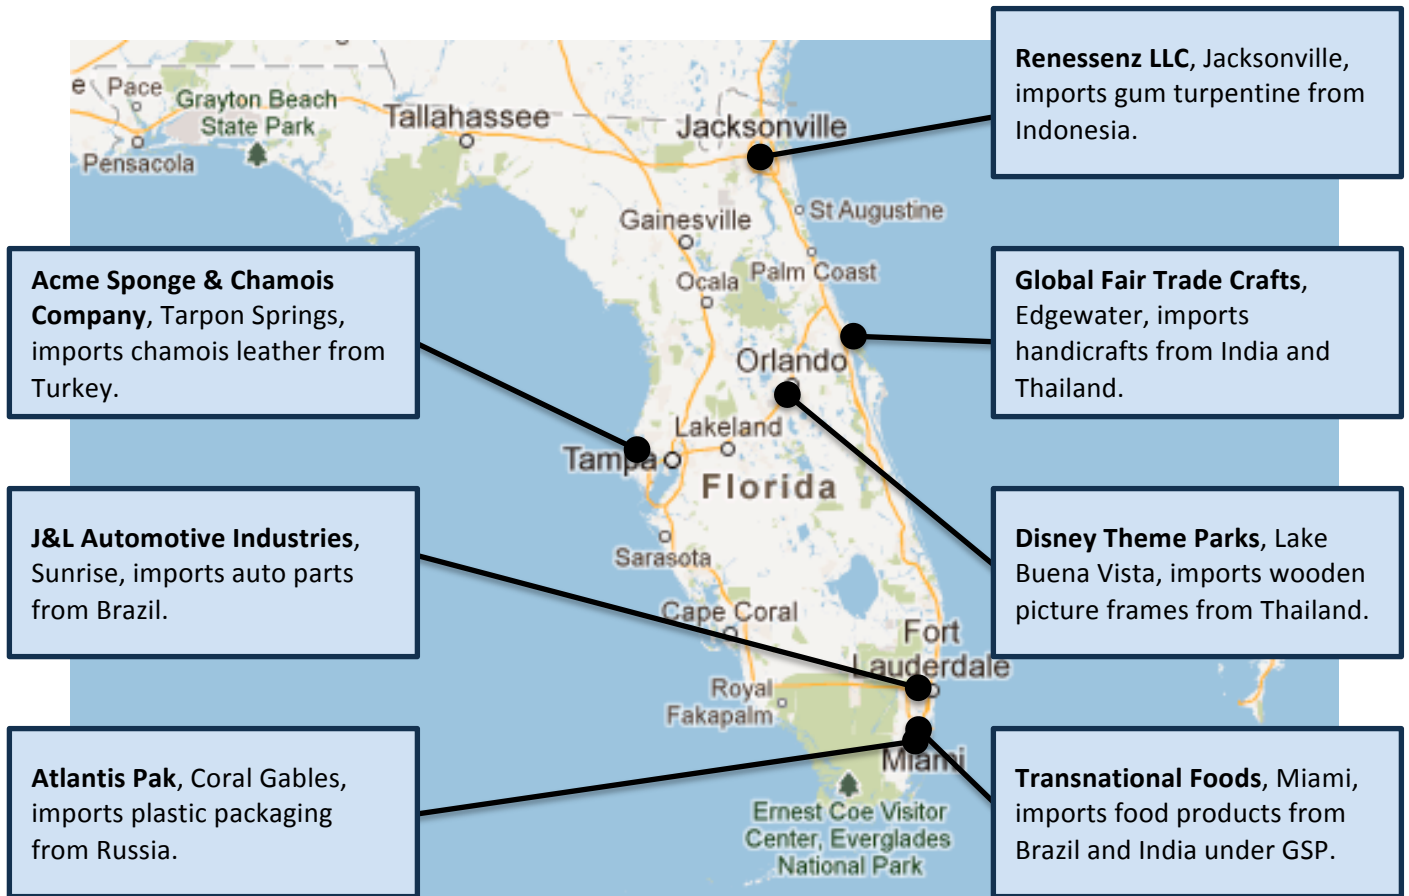 Renessenz LLC, Jacksonville,
imports gum turpentine from
Indonesia.
e
Pace
Grayton Beach
State Park
Pensacola
Tallahassee
Jacksonville
St Augustine
Gainesville
Palm Coast
Ocala
Acme Sponge & Chamois
Company, Tarpon Springs,
imports chamois leather from
Turkey.
Global Fair Trade Crafts,
Edgewater, imports
handicrafts from India and
Thailand.
Orlando
Lakeland
Tampa
Florida
J&L Automotive Industries,
Sunrise, imports auto parts
from Brazil.
Disney Theme Parks, Lake
Buena Vista, imports wooden
picture frames from Thailand.
Sarasota
Cape Coral
Fort
Lauderdale
Royal
Fakapalm
Miami
Atlantis Pak, Coral Gables,
imports plastic packaging
from Russia.
Transnational Foods, Miami,
imports food products from
Brazil and India under GSP.
Ernest Coe Visitor
Center, Everglades
National Park